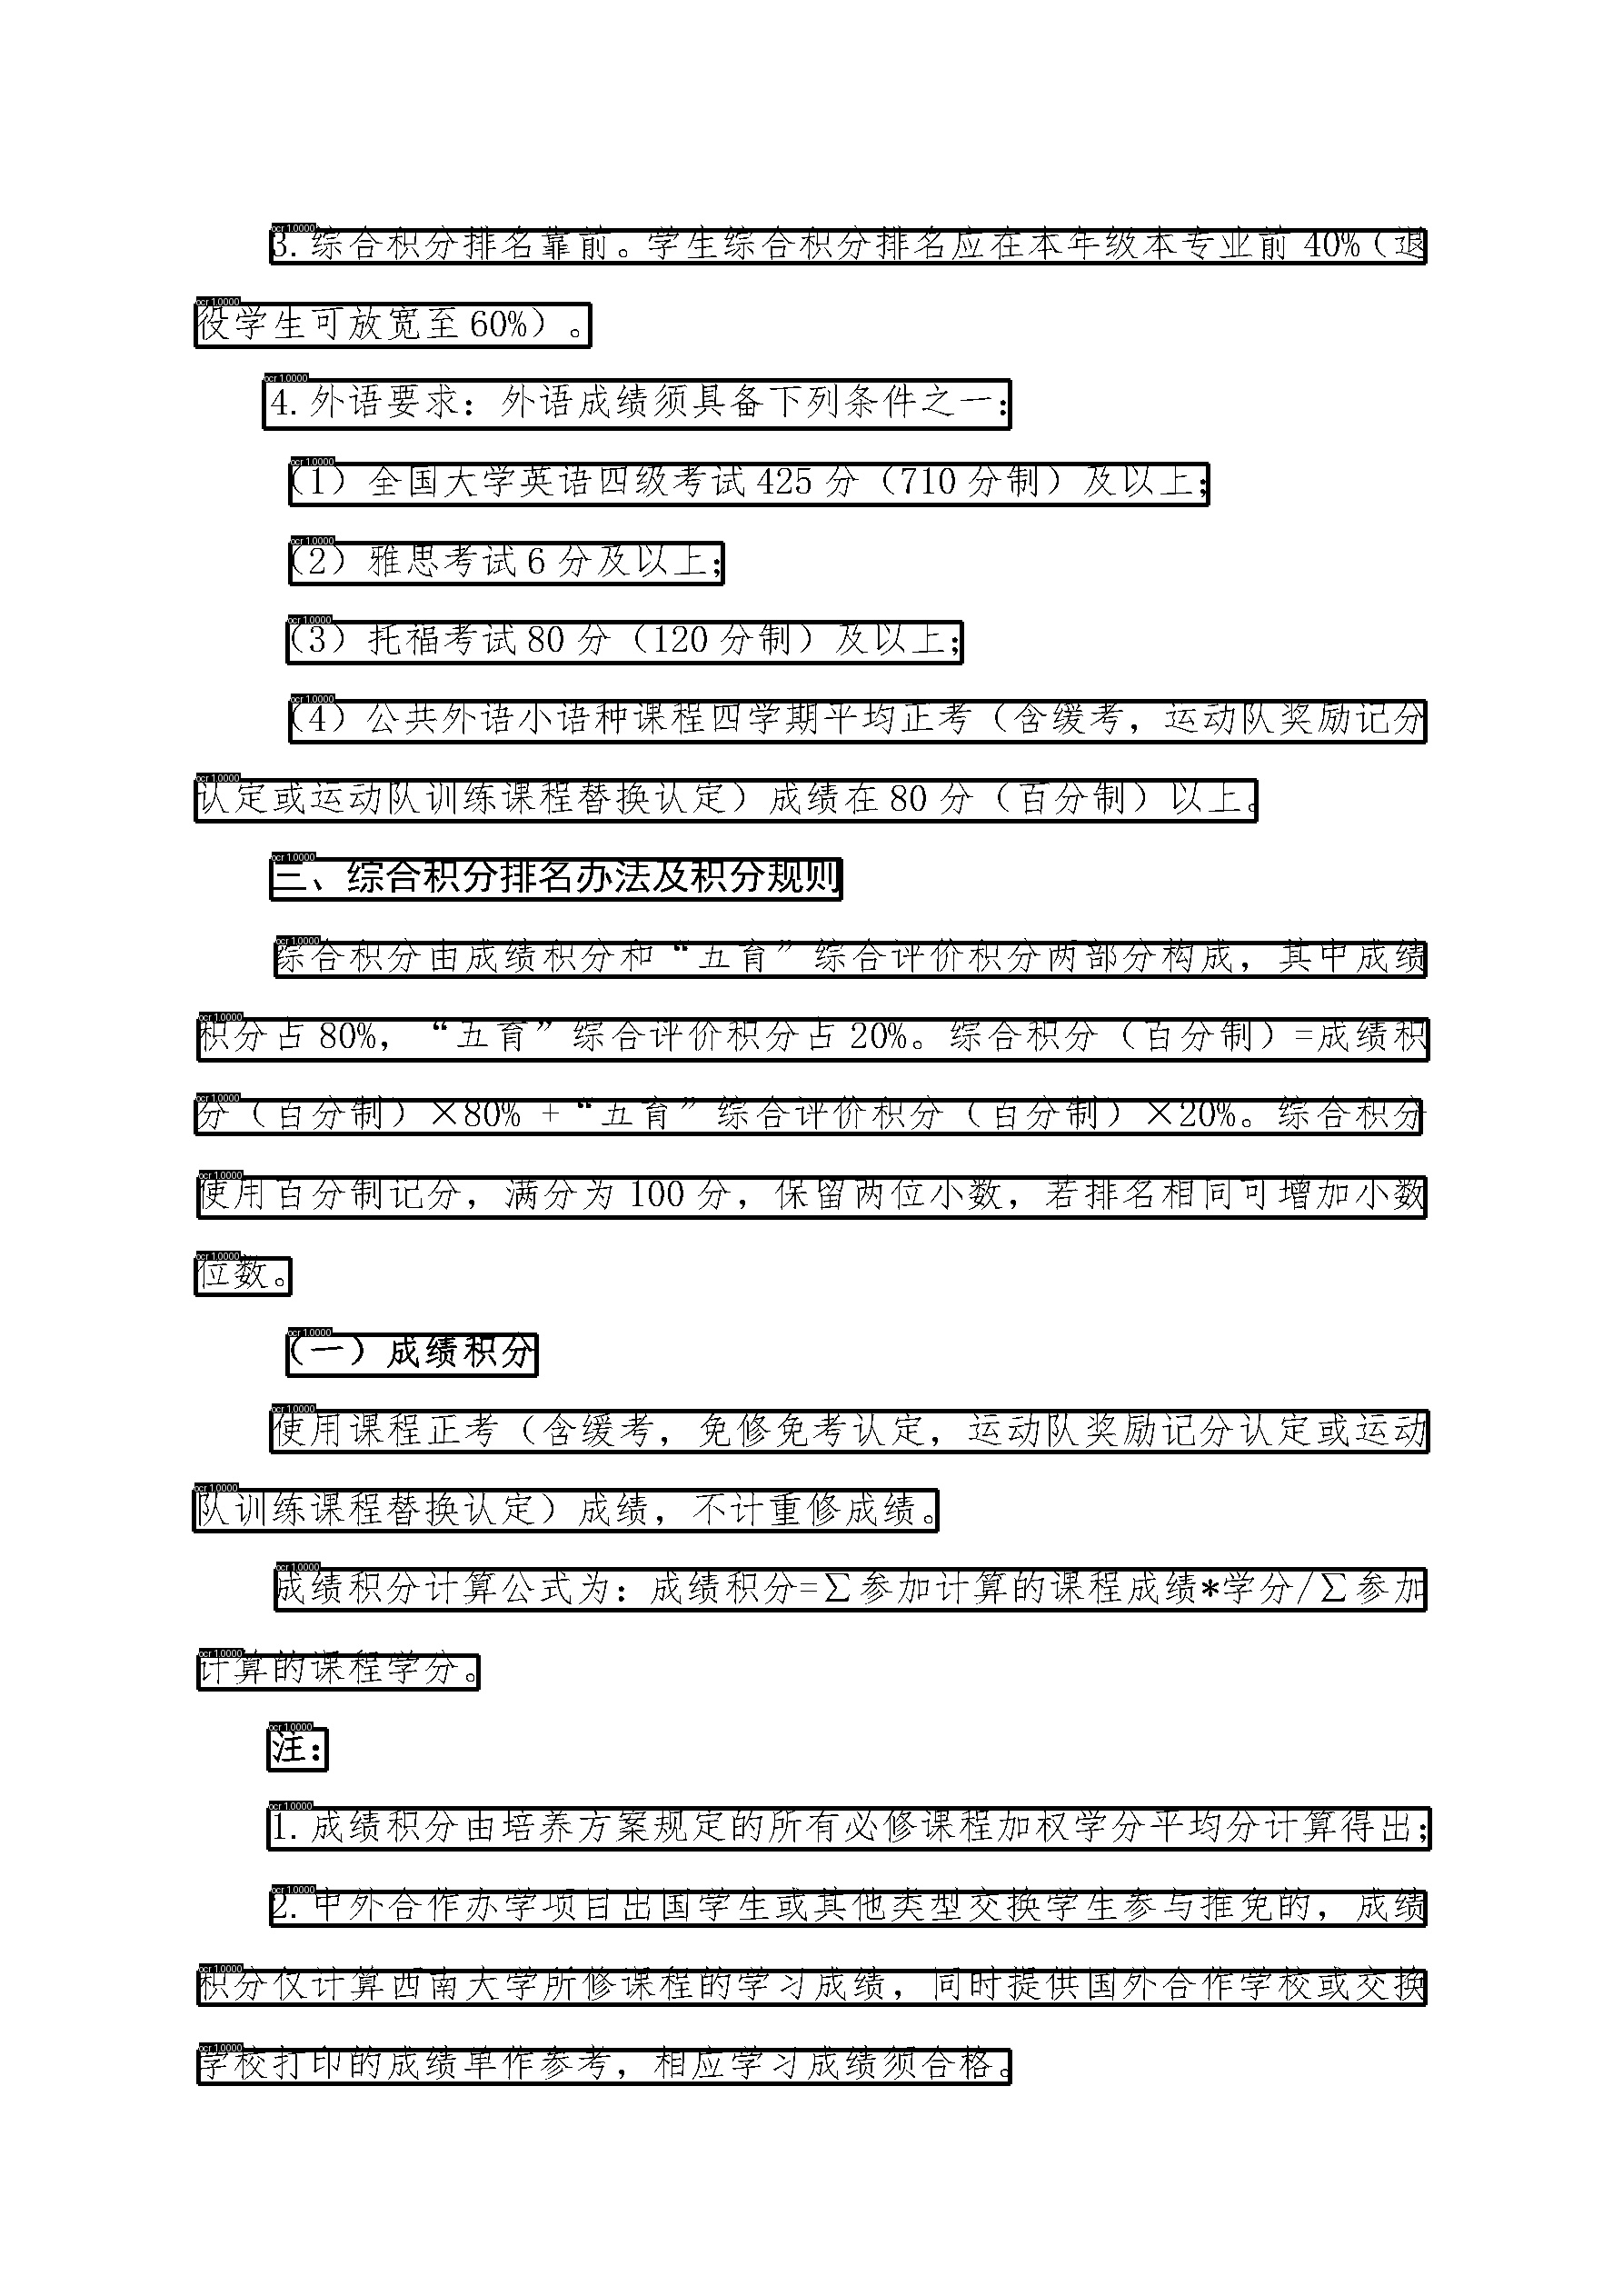 3. 综合积分排名靠前。学生综合积分排名应在本年级本专业前 40%（退
役学生可放宽至 60%）。
4. 外语要求：外语成绩须具备下列条件之一：
（1）全国大学英语四级考试 425 分（710 分制）及以上；
（2）雅思考试 6 分及以上；
（3）托福考试 80 分（120 分制）及以上；
（4）公共外语小语种课程四学期平均正考（含缓考，运动队奖励记分
认定或运动队训练课程替换认定）成绩在 80 分（百分制）以上。
三、综合积分排名办法及积分规则
综合积分由成绩积分和“五育”综合评价积分两部分构成，其中成绩
积分占 80%，“五育”综合评价积分占 20%。综合积分（百分制）=成绩积
分（百分制）×80% +“五育”综合评价积分（百分制）×20%。综合积分
使用百分制记分，满分为 100 分，保留两位小数，若排名相同可增加小数
位数。
（一）成绩积分
使用课程正考（含缓考，免修免考认定，运动队奖励记分认定或运动
队训练课程替换认定）成绩，不计重修成绩。
成绩积分计算公式为：成绩积分=∑参加计算的课程成绩*学分/∑参加
计算的课程学分。
注：
1. 成绩积分由培养方案规定的所有必修课程加权学分平均分计算得出；
2. 中外合作办学项目出国学生或其他类型交换学生参与推免的，成绩
积分仅计算西南大学所修课程的学习成绩，同时提供国外合作学校或交换
学校打印的成绩单作参考，相应学习成绩须合格。